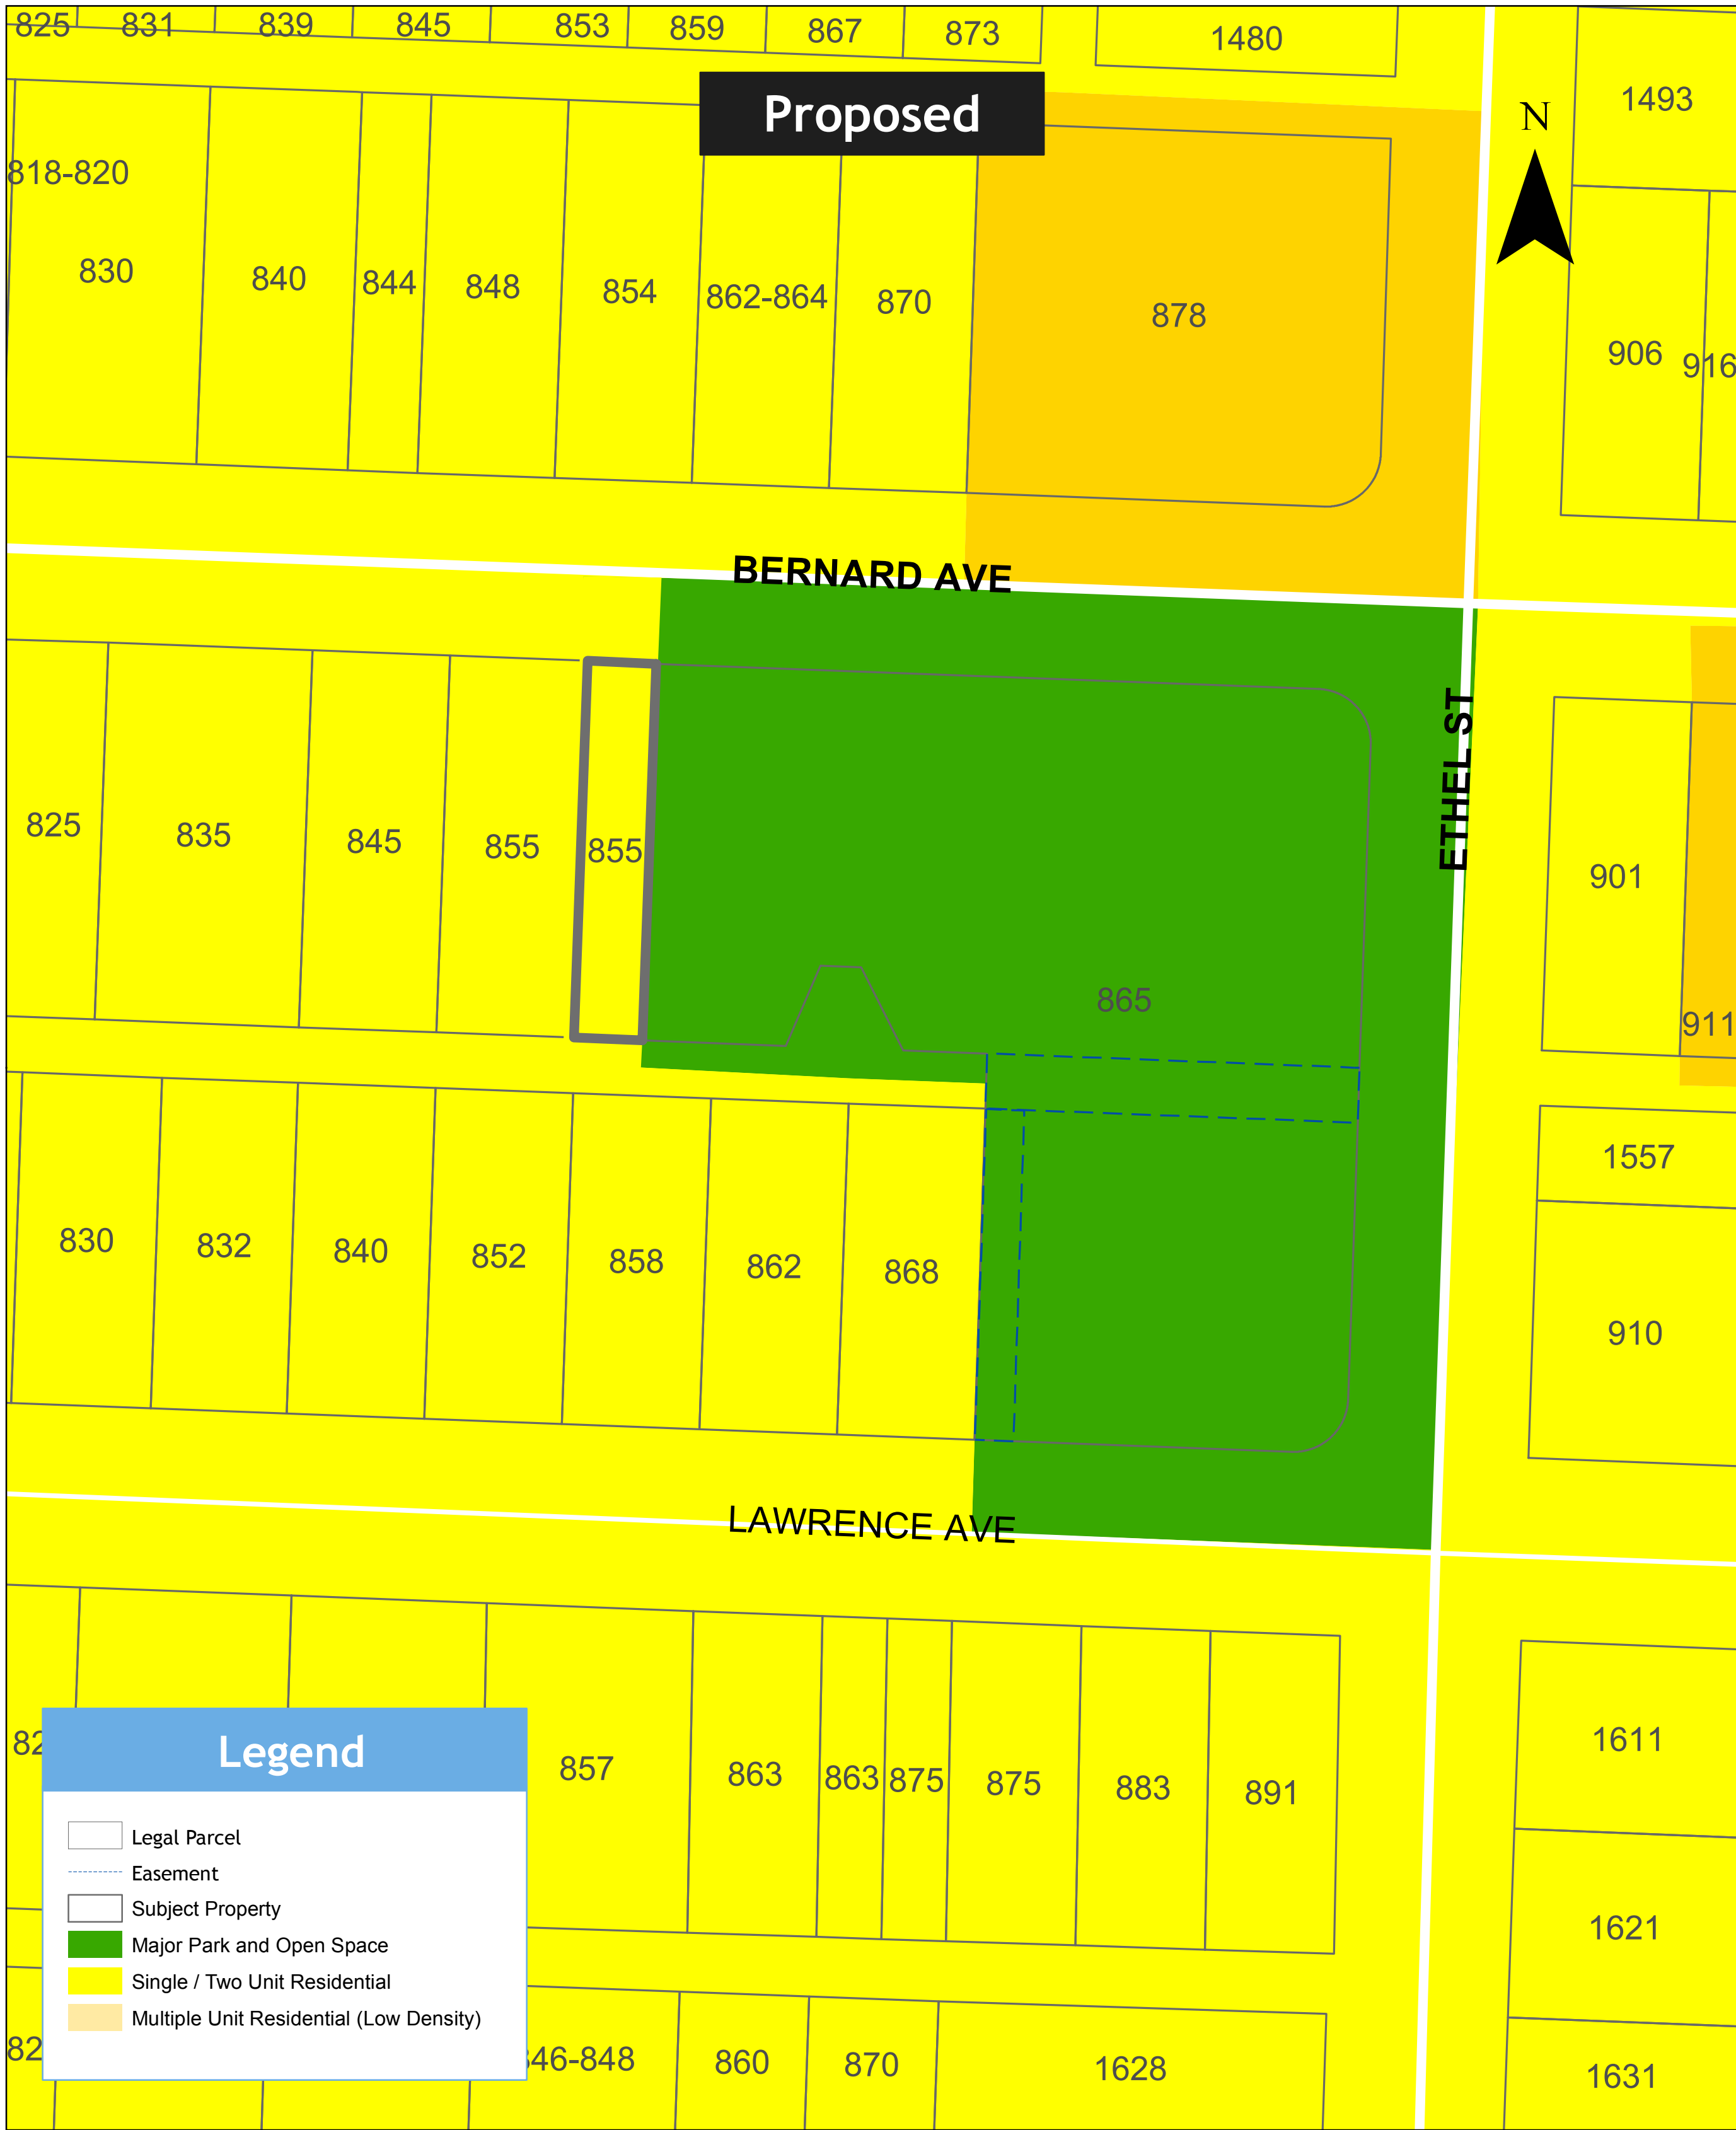 825 831 839 845 853 859 867 873 1480
1493
Proposed
N
818-820
830 840 844 848 854 862-864 870 878
906 916
BERNARD AVE
ETHEL ST
825 835 845 855 855
901
865
911
1557
830 832 840 852 858 862 868
910
LAWRENCE AVE
857 863 863 875 875 883 891
1611
1621
860 870 1628
1631
Legend
Legal Parcel
Easement
Subject Property
Major Park and Open Space
Single / Two Unit Residential
Multiple Unit Residential (Low Density)